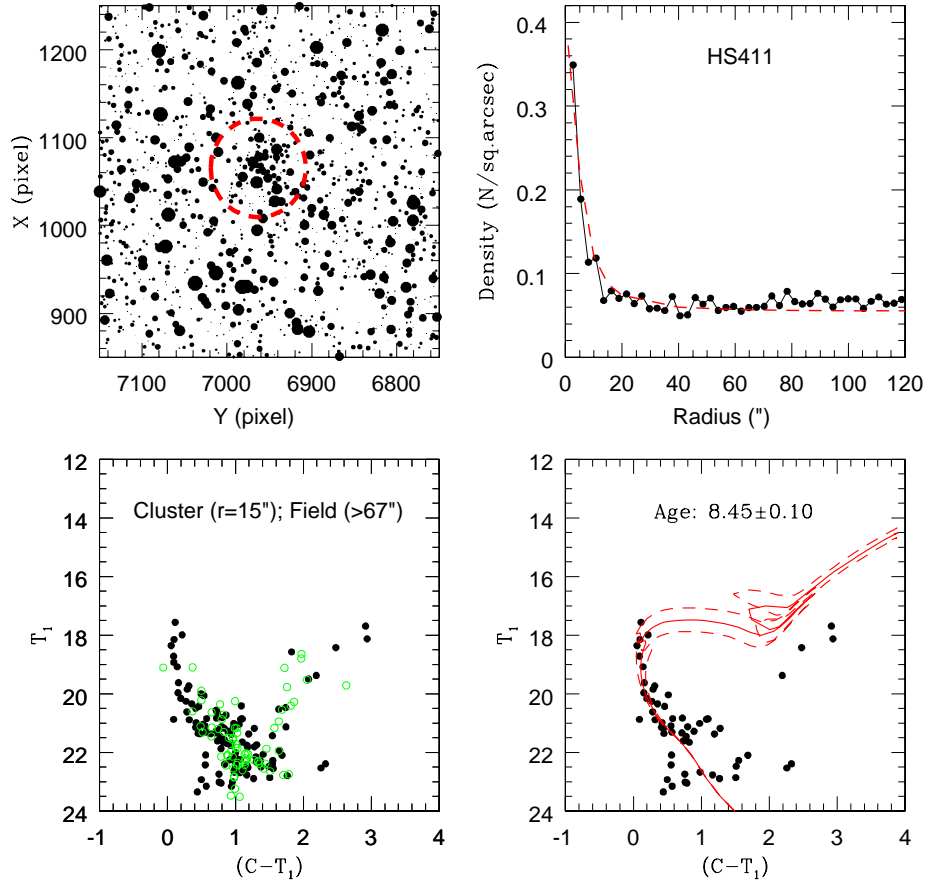 1200
1100
1000
900
X (pixel)
7100 7000 6900 6800
Y (pixel)
HS411
0.4
0.3
0.2
0.1
0
Density (N/sq.arcsec)
0 20 40 60 80 100 120
Radius (")
Cluster (r=15"); Field (>67")
12
14
16
18
20
22
24
T₁
-1 0 1 2 3 4
(C−T₁)
Age: 8.45±0.10
12
14
16
18
20
22
24
T₁
-1 0 1 2 3 4
(C−T₁)